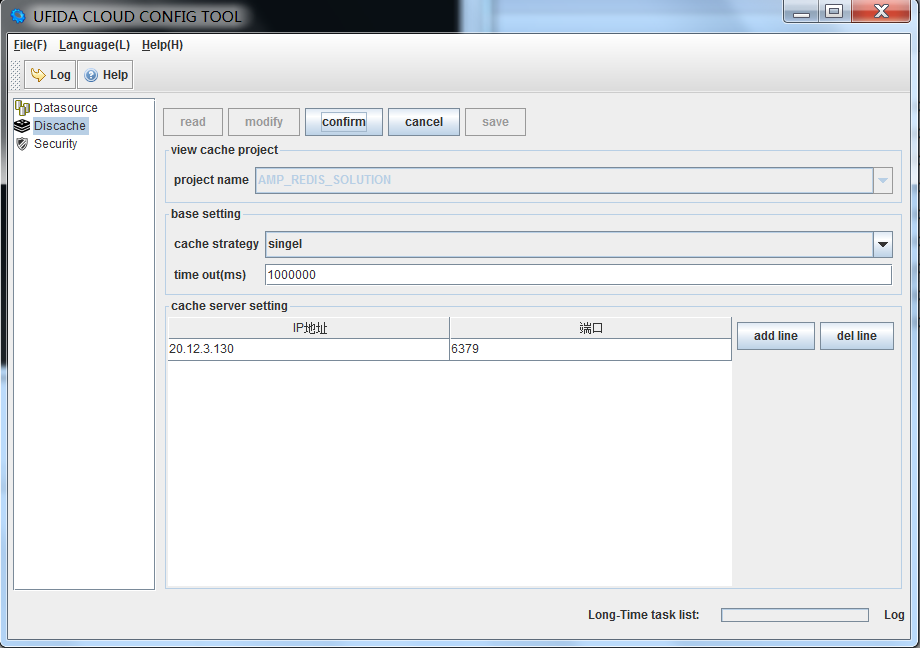 UFIDA CLOUD CONFIG TOOL
File(F) Language(L) Help(H)
Log Help
Datasource
Discache
Security
read modify confirm cancel save
view cache project
project name AMP_REDIS_SOLUTION
base setting
cache strategy singel
time out(ms) 1000000
cache server setting
IP地址 端口
20.12.3.130 6379
add line del line
Long-Time task list: Log